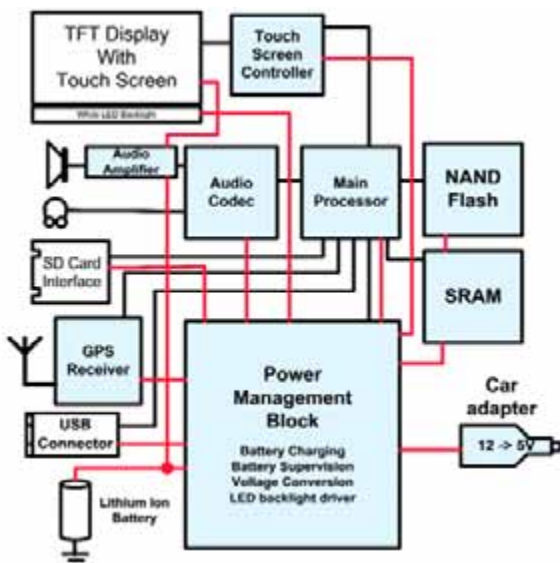 TFT Display
With
Touch Screen
White LED Backlight
Touch
Screen
Controller
Audio
Amplifier
Audio
Codec
Main
Processor
NAND
Flash
SD Card
Interface
SRAM
GPS
Receiver
Power
Management
Block
Battery Charging
Battery Supervision
Voltage Conversion
LED backlight driver
Car
adapter
12 -> 5V
USB
Connector
Lithium Ion
Battery